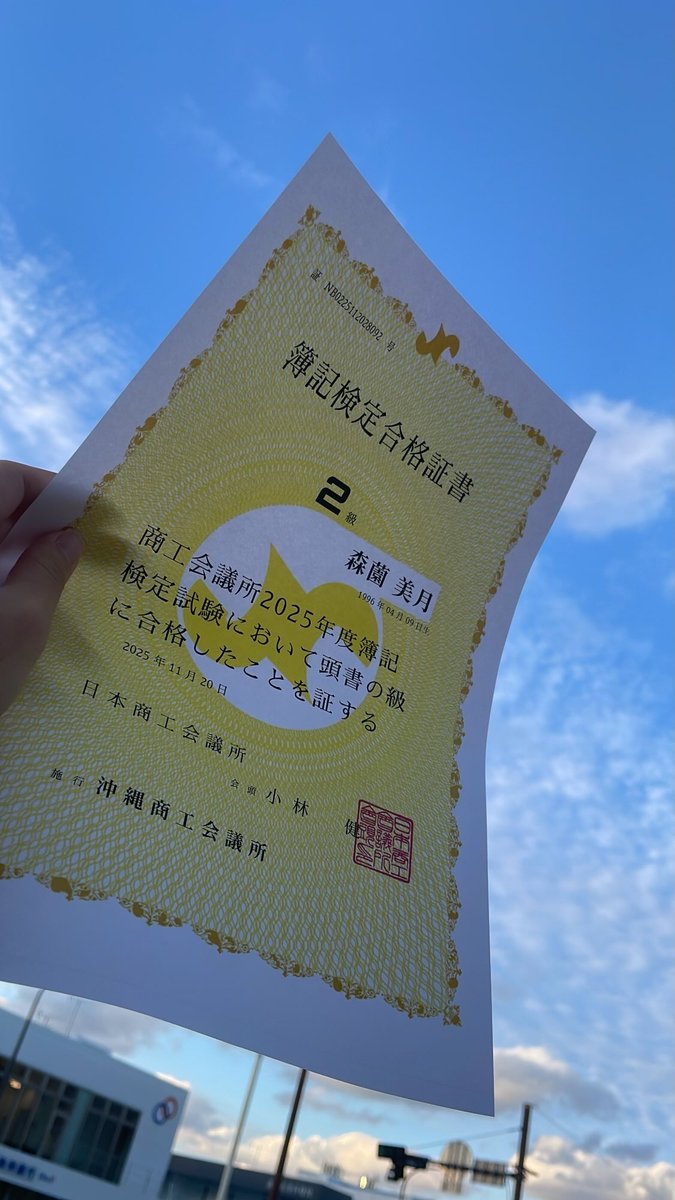 証 NB0225112028092 号
簿記検定合格証書
2級
森薗 美月
1996年04月09日生
商工会議所2025年度簿記
検定試験において頭書の級
に合格したことを証する
2025年11月20日
日本商工会議所
会頭 小林 健
施行 沖縄商工会議所